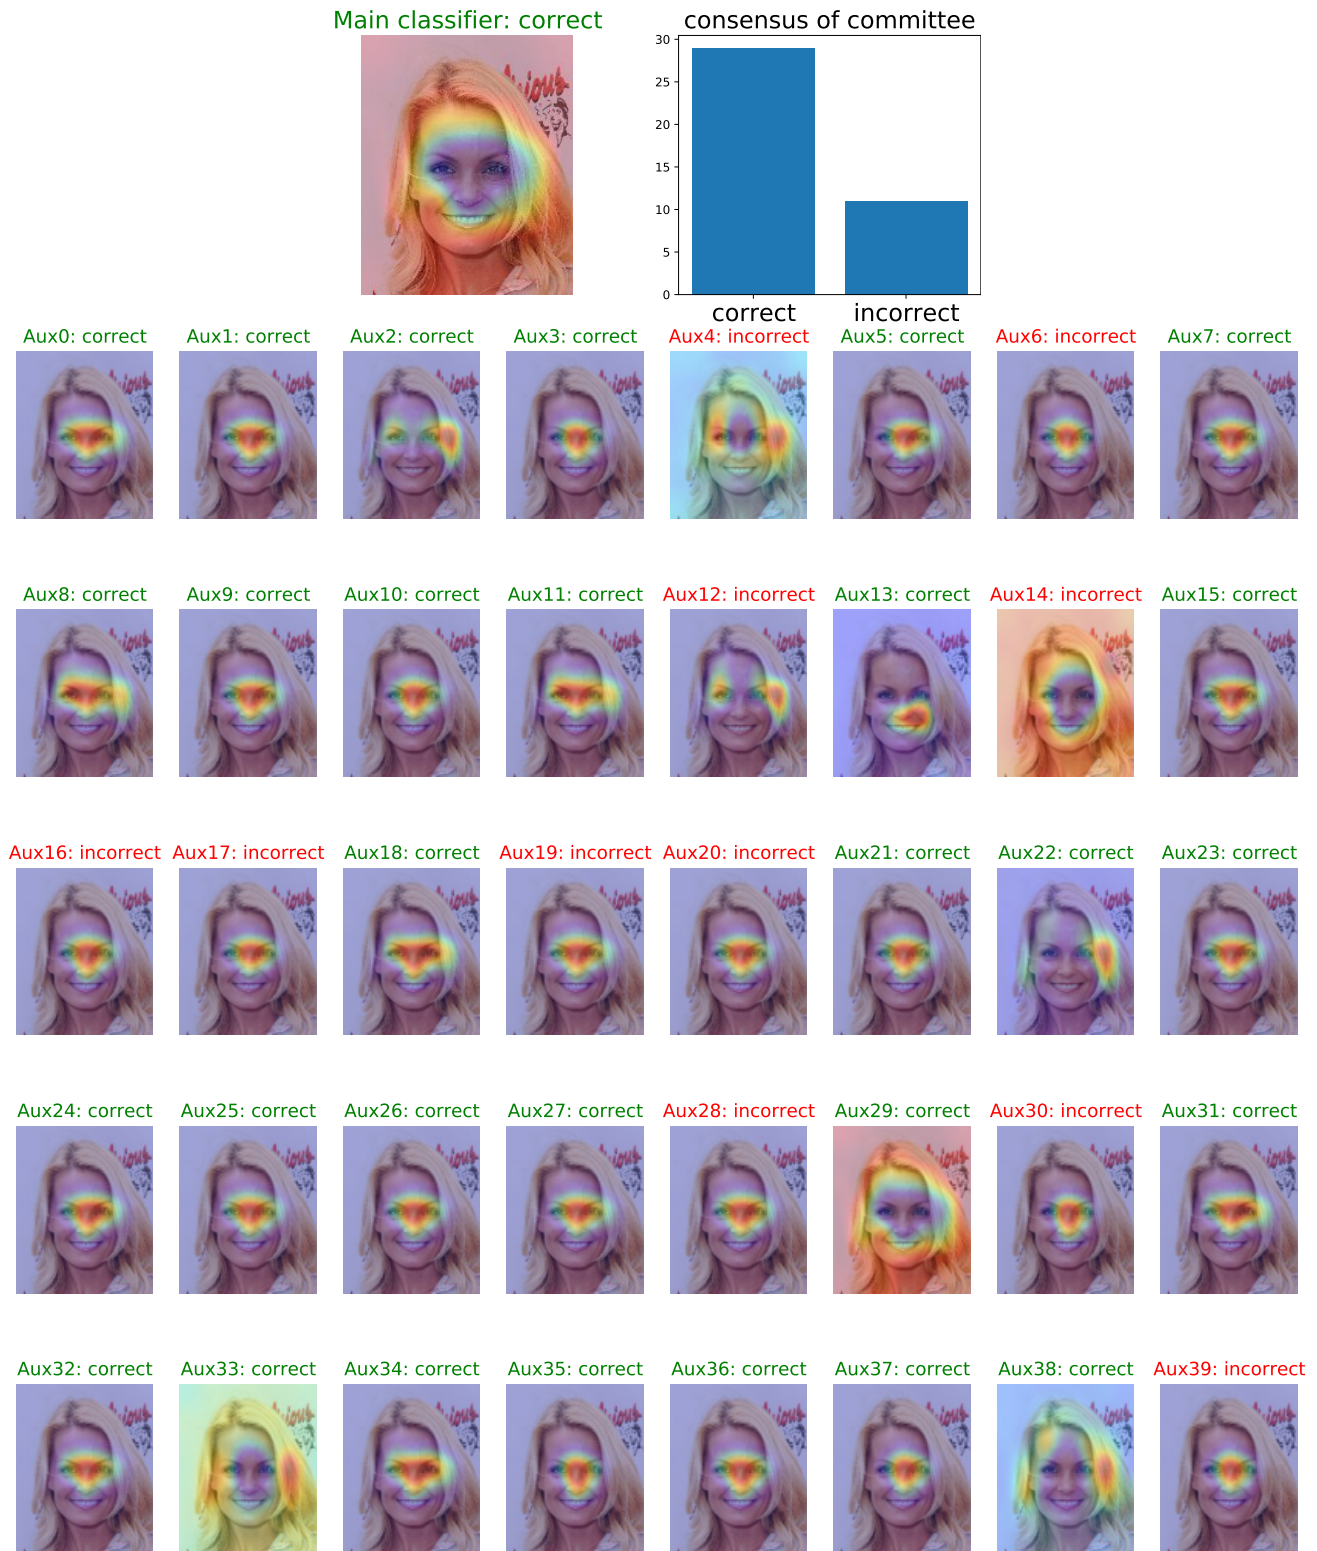 Main classifier: correct
consensus of committee
30
25
20
15
10
5
0
correct incorrect
Aux0: correct Aux1: correct Aux2: correct Aux3: correct Aux4: incorrect Aux5: correct Aux6: incorrect Aux7: correct
Aux8: correct Aux9: correct Aux10: correct Aux11: correct Aux12: incorrect Aux13: correct Aux14: incorrect Aux15: correct
Aux16: incorrect Aux17: incorrect Aux18: correct Aux19: incorrect Aux20: incorrect Aux21: correct Aux22: correct Aux23: correct
Aux24: correct Aux25: correct Aux26: correct Aux27: correct Aux28: incorrect Aux29: correct Aux30: incorrect Aux31: correct
Aux32: correct Aux33: correct Aux34: correct Aux35: correct Aux36: correct Aux37: correct Aux38: correct Aux39: incorrect